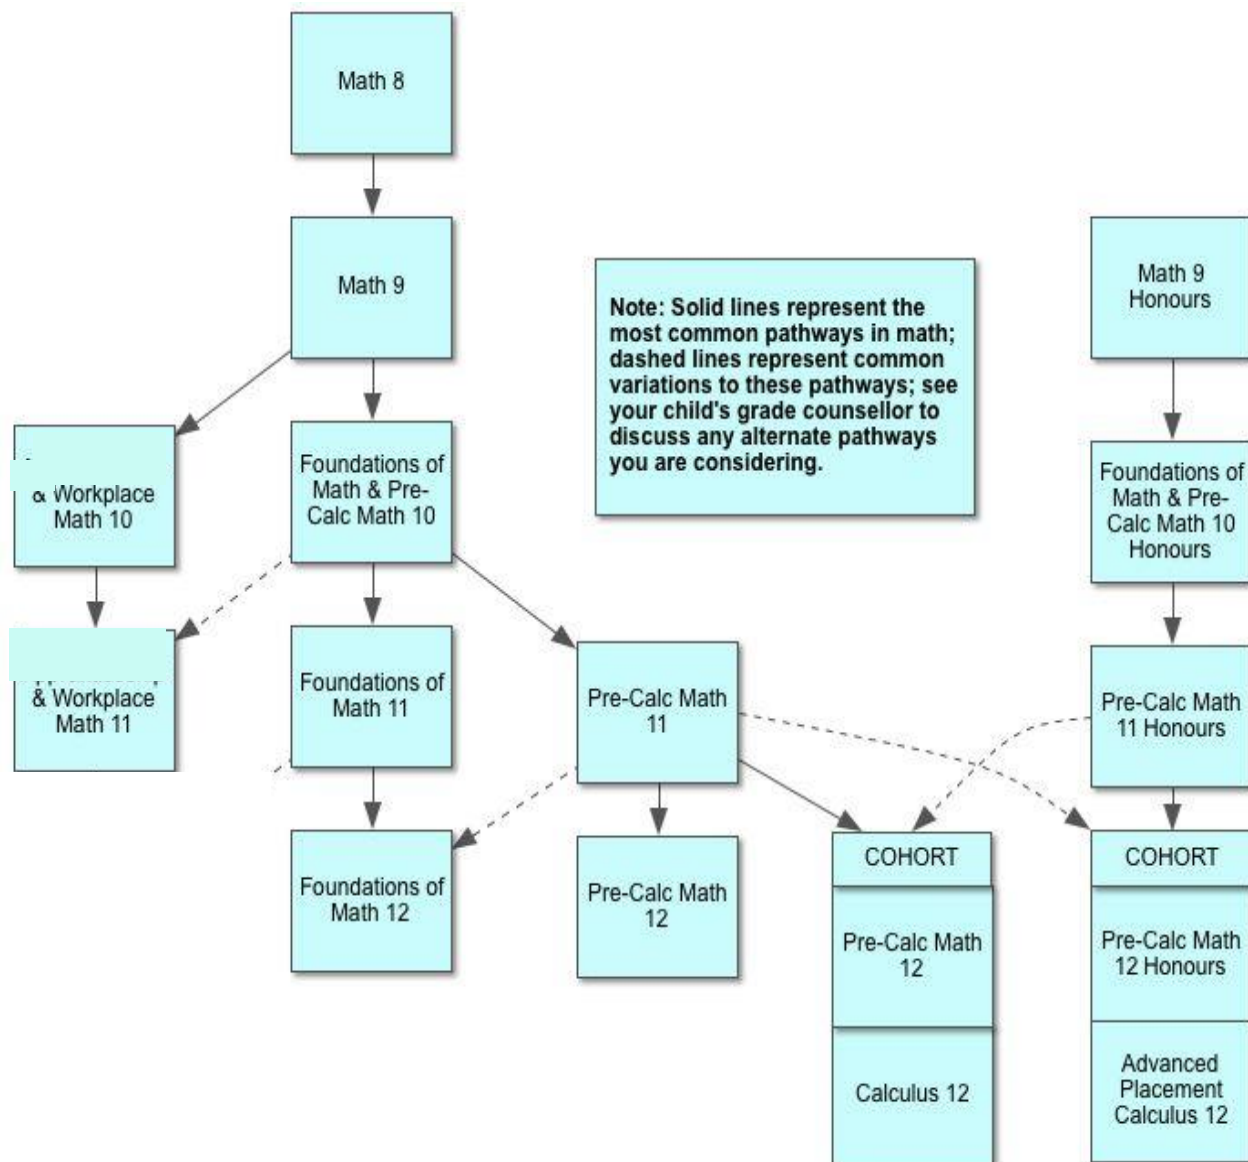 Math 8
Math 9
Math 9
Honours
Note: Solid lines represent the
most common pathways in math;
dashed lines represent common
variations to these pathways; see
your child's grade counsellor to
discuss any alternate pathways
you are considering.
& Workplace
Math 10
Foundations of
Math & Pre-
Calc Math 10
Foundations of
Math & Pre-
Calc Math 10
Honours
& Workplace
Math 11
Foundations of
Math 11
Pre-Calc Math
11
Pre-Calc Math
11 Honours
Foundations of
Math 12
Pre-Calc Math
12
COHORT
Pre-Calc Math
12
Calculus 12
COHORT
Pre-Calc Math
12 Honours
Advanced
Placement
Calculus 12